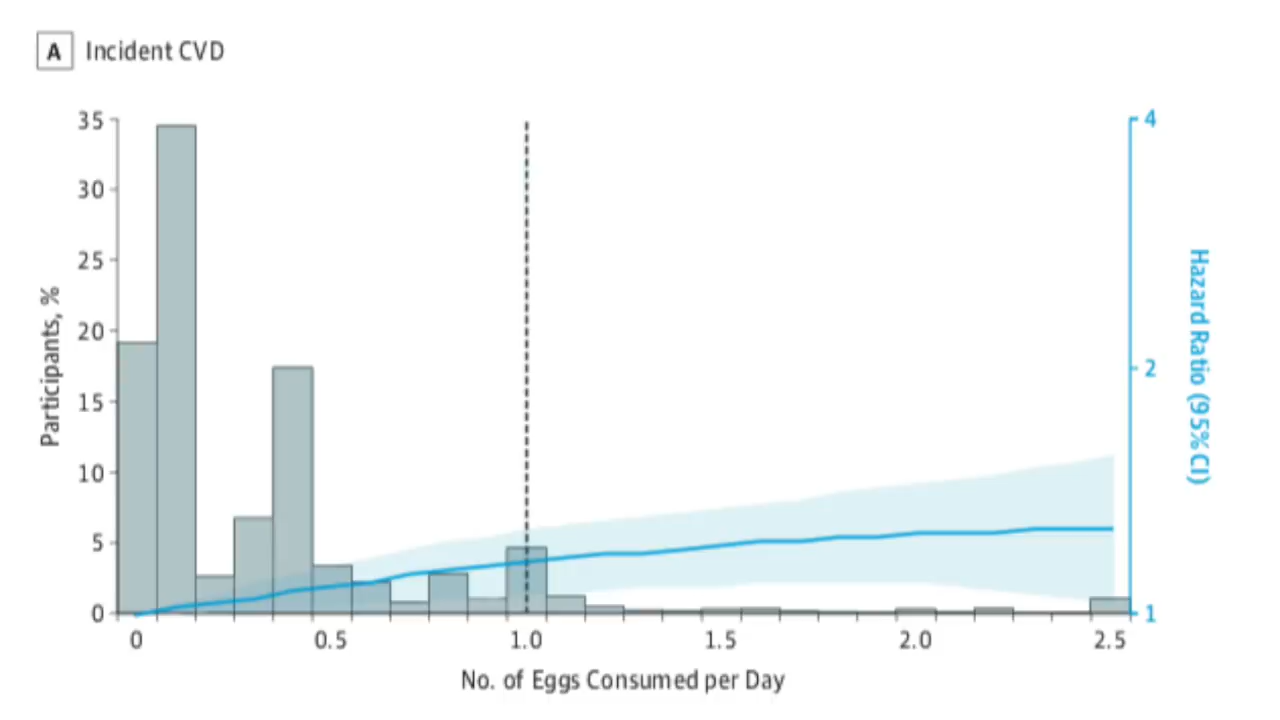 A Incident CVD
35
30
25
20
15
10
5
0
Participants, %
4
2
1
Hazard Ratio (95% CI)
0 0.5 1.0 1.5 2.0 2.5
No. of Eggs Consumed per Day